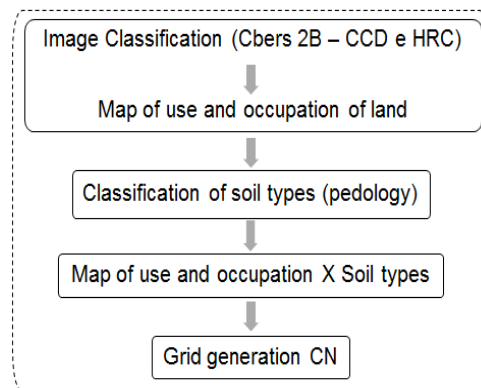 Image Classification (Cbers 2B – CCD e HRC)
Map of use and occupation of land
Classification of soil types (pedology)
Map of use and occupation X Soil types
Grid generation CN